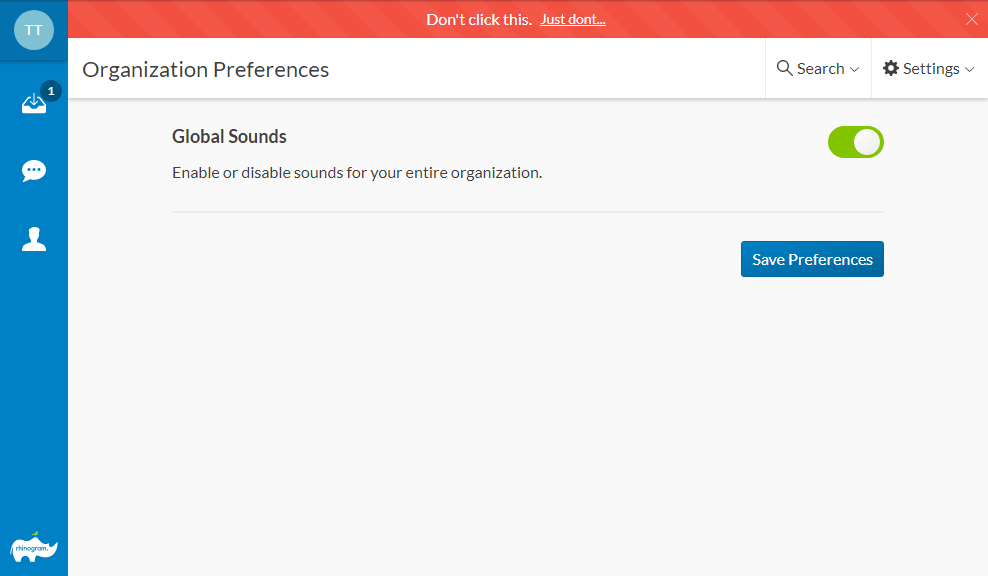 TT
Don't click this. Just dont...
Organization Preferences
Search
Settings
1
Global Sounds
Enable or disable sounds for your entire organization.
Save Preferences
rhinogram.